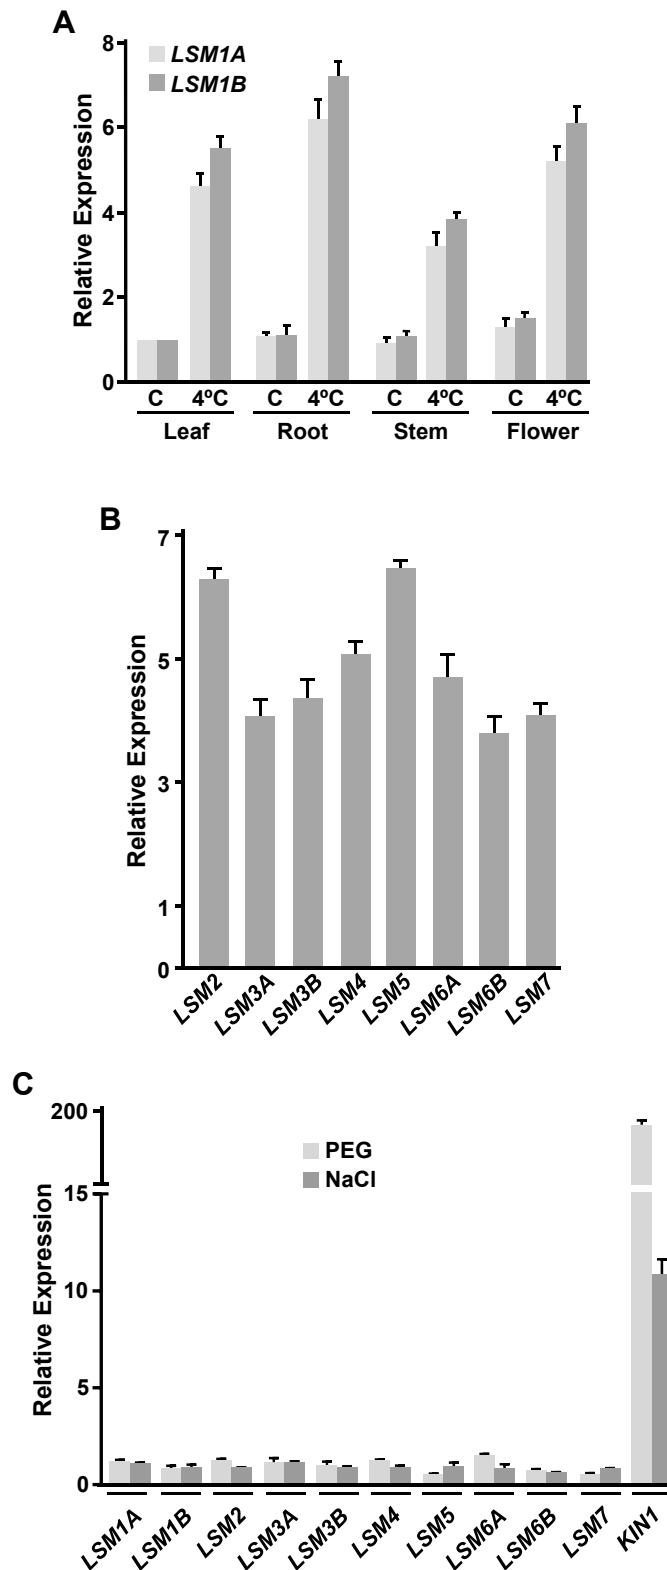 A
8
6
4
2
0
Relative Expression
LSM1A
LSM1B
C 4ºC C 4ºC C 4ºC C 4ºC
Leaf Root Stem Flower
B
7
5
3
1
0
Relative Expression
LSM2 LSM3A LSM3B LSM4 LSM5 LSM6A LSM6B LSM7
C
200
15
10
5
0
Relative Expression
PEG
NaCl
LSM1A LSM1B LSM2 LSM3A LSM3B LSM4 LSM5 LSM6A LSM6B LSM7 KIN1